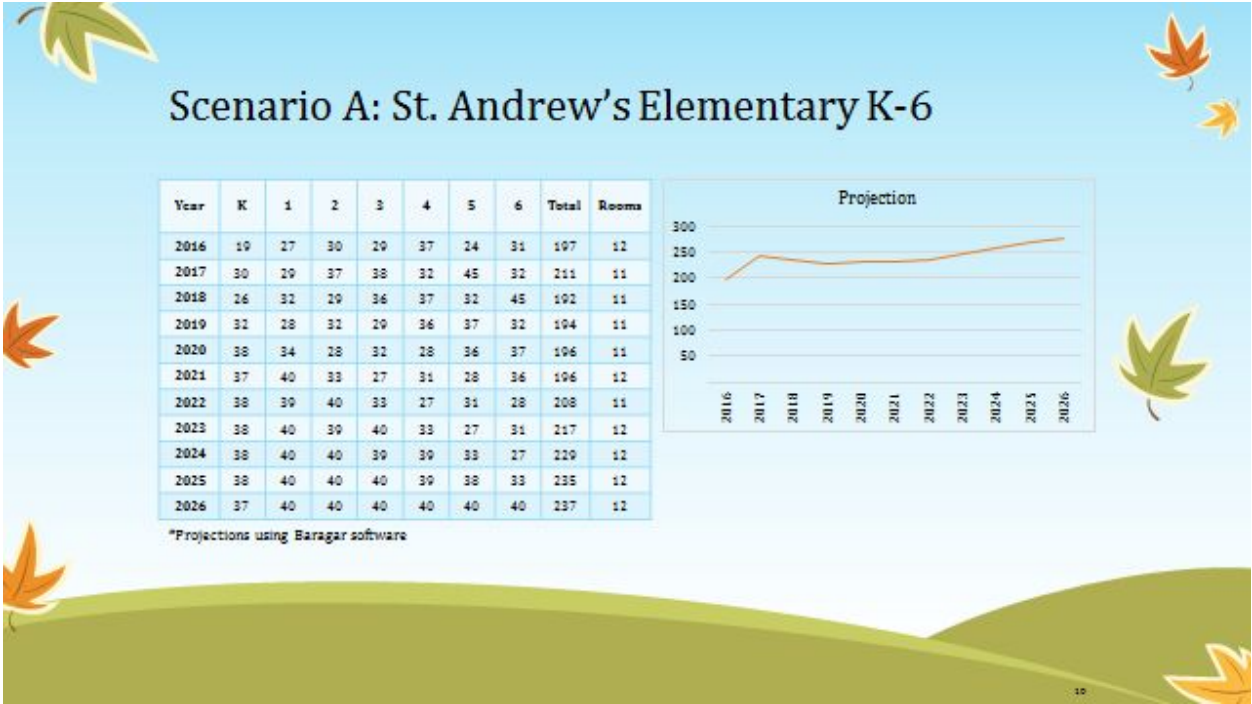 Scenario A: St. Andrew's Elementary K-6
Year K 1 2 3 4 5 6 Total Rooms
2016 19 27 30 29 37 24 31 197 12
2017 30 29 37 38 32 45 32 211 11
2018 26 32 29 36 37 32 45 192 11
2019 32 28 32 29 36 37 32 194 11
2020 38 34 28 32 28 36 37 196 11
2021 37 40 33 27 31 28 36 196 12
2022 38 39 40 33 27 31 28 208 11
2023 38 40 39 40 33 27 31 217 12
2024 38 40 40 39 39 33 27 229 12
2025 38 40 40 40 39 38 33 235 12
2026 37 40 40 40 40 40 40 237 12
*Projections using Baragar software
Projection
300
250
200
150
100
50
2016 2017 2018 2019 2020 2021 2022 2023 2024 2025 2026